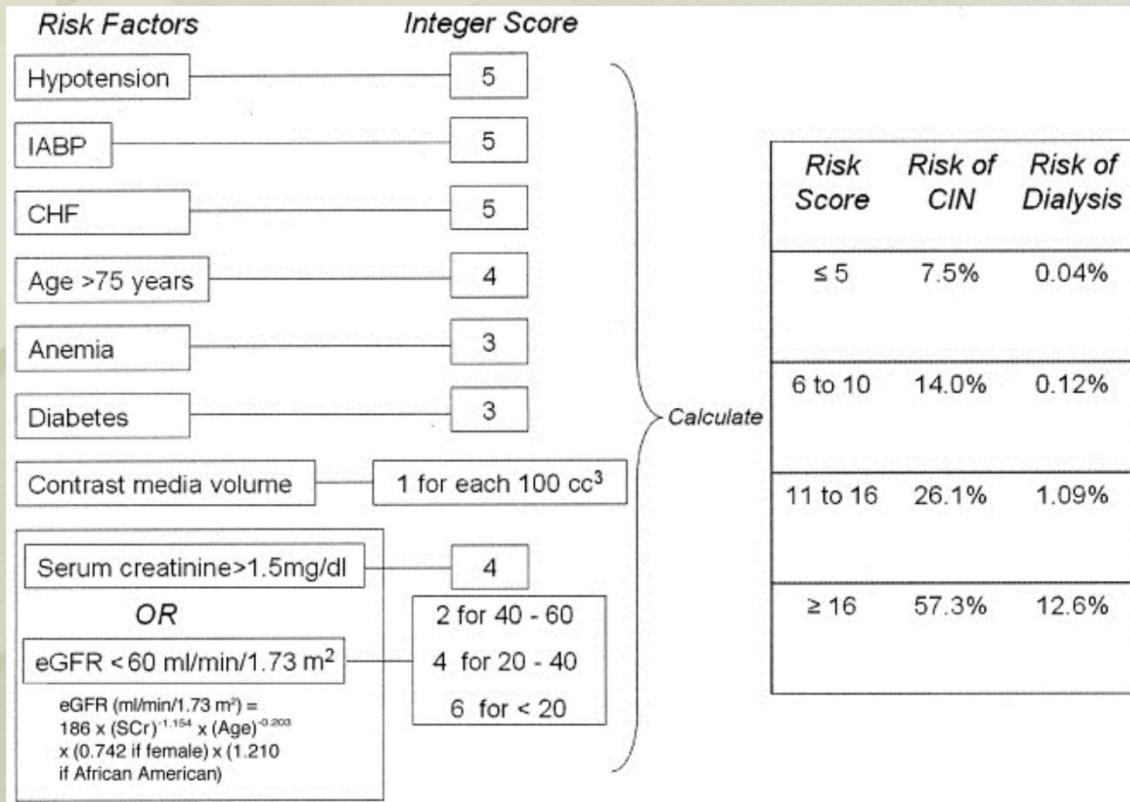 Risk Factors Integer Score
Hypotension 5
IABP 5
CHF 5
Age >75 years 4
Anemia 3
Diabetes 3
Contrast media volume 1 for each 100 cc³
Serum creatinine>1.5mg/dl 4
OR
eGFR <60 ml/min/1.73 m²
2 for 40 - 60
4 for 20 - 40
6 for < 20
eGFR (ml/min/1.73 m²) =
186 x (SCr)⁻¹·¹⁵⁴ x (Age)⁻⁰·²⁰³
x (0.742 if female) x (1.210
if African American)
Calculate
Risk Risk of Risk of
Score CIN Dialysis
≤ 5 7.5% 0.04%
6 to 10 14.0% 0.12%
11 to 16 26.1% 1.09%
≥ 16 57.3% 12.6%